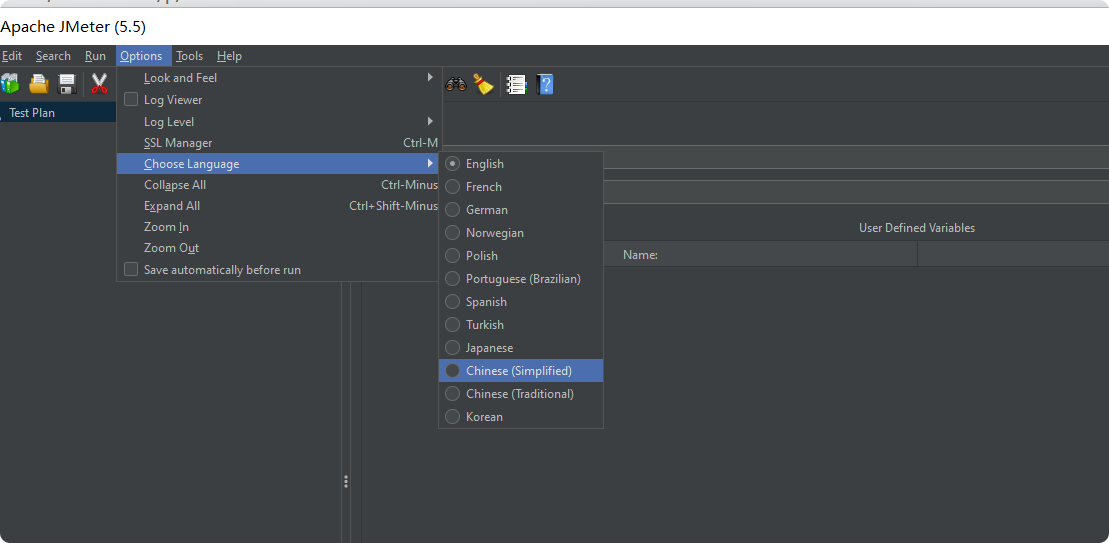 Apache JMeter (5.5)
Edit Search Run Options Tools Help
Look and Feel
Log Viewer
Test Plan
Log Level
SSL Manager Ctrl-M
Choose Language
English
Collapse All Ctrl-Minus
French
Expand All Ctrl+Shift-Minus
German
Zoom In
Norwegian
User Defined Variables
Zoom Out
Polish
Name:
Save automatically before run
Portuguese (Brazilian)
Spanish
Turkish
Japanese
Chinese (Simplified)
Chinese (Traditional)
Korean